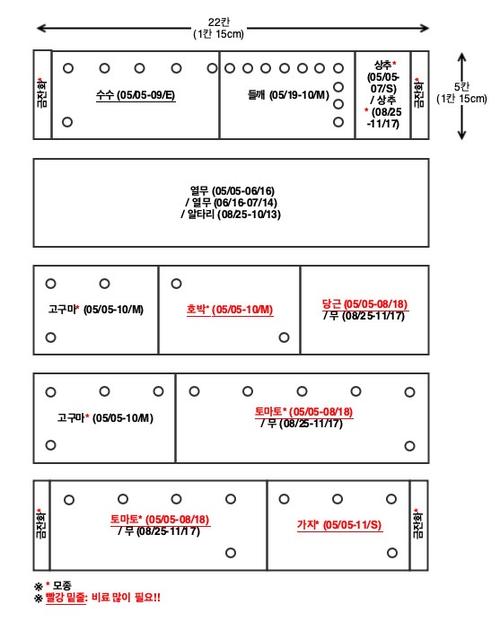 22칸
(1칸 15cm)
금잔화*
수수 (05/05-09/E)
들깨 (05/19-10/M)
상추*
(05/05-
07/S)
/ 상추
* (08/25
-11/17)
금잔화*
5칸
(1칸 15cm)
열무 (05/05-06/16)
/ 열무 (06/16-07/14)
/ 알타리 (08/25-10/13)
고구마* (05/05-10/M)
호박* (05/05-10/M)
당근 (05/05-08/18)
/ 무 (08/25-11/17)
고구마* (05/05-10/M)
토마토* (05/05-08/18)
/ 무 (08/25-11/17)
금잔화*
토마토* (05/05-08/18)
/ 무 (08/25-11/17)
가지* (05/05-11/S)
금잔화*
※ * 모종
※ 빨강 밑줄: 비료 많이 필요!!